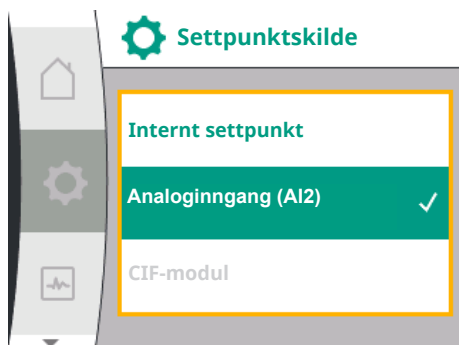 Settpunktskilde
Internt settpunkt
Analoginngang (AI2)
CIF-modul